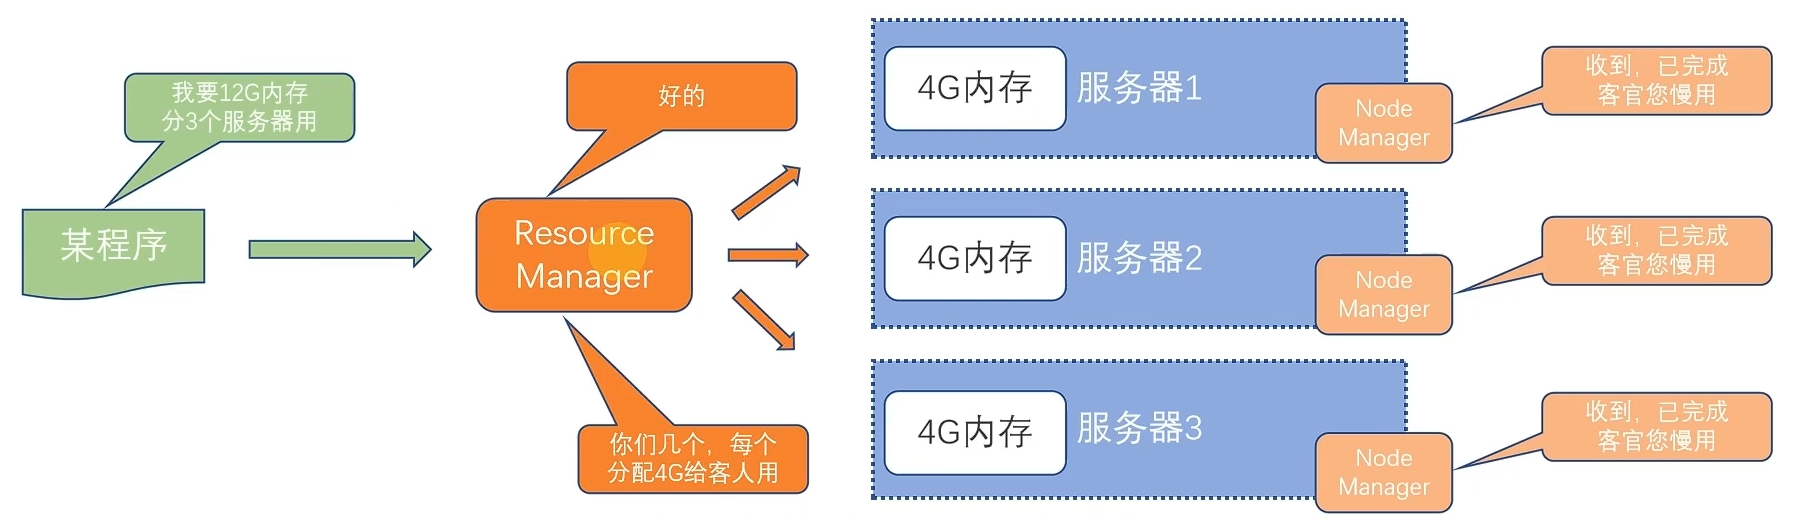 我要12G内存
分3个服务器用
某程序
好的
Resource
Manager
你们几个，每个
分配4G给客人用
4G内存
服务器1
Node
Manager
收到，已完成
客官您慢用
4G内存
服务器2
Node
Manager
收到，已完成
客官您慢用
4G内存
服务器3
Node
Manager
收到，已完成
客官您慢用